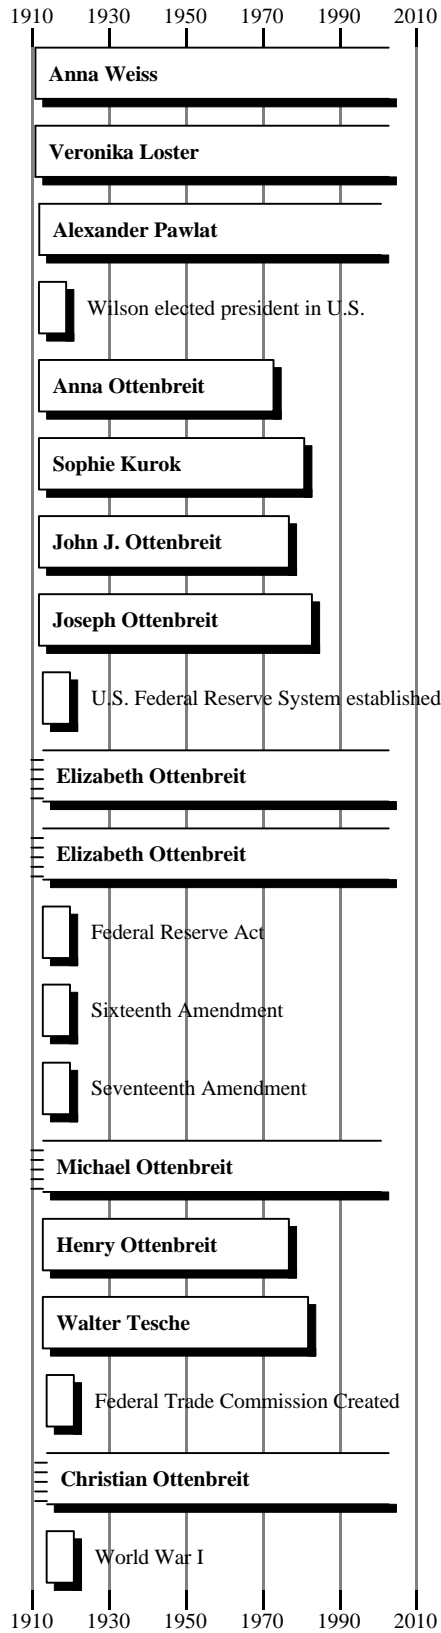 1910 1930 1950 1970 1990 2010
Anna Weiss
Veronika Loster
Alexander Pawlat
Wilson elected president in U.S.
Anna Ottenbreit
Sophie Kurok
John J. Ottenbreit
Joseph Ottenbreit
U.S. Federal Reserve System established
Elizabeth Ottenbreit
Elizabeth Ottenbreit
Federal Reserve Act
Sixteenth Amendment
Seventeenth Amendment
Michael Ottenbreit
Henry Ottenbreit
Walter Tesche
Federal Trade Commission Created
Christian Ottenbreit
World War I
1910 1930 1950 1970 1990 2010